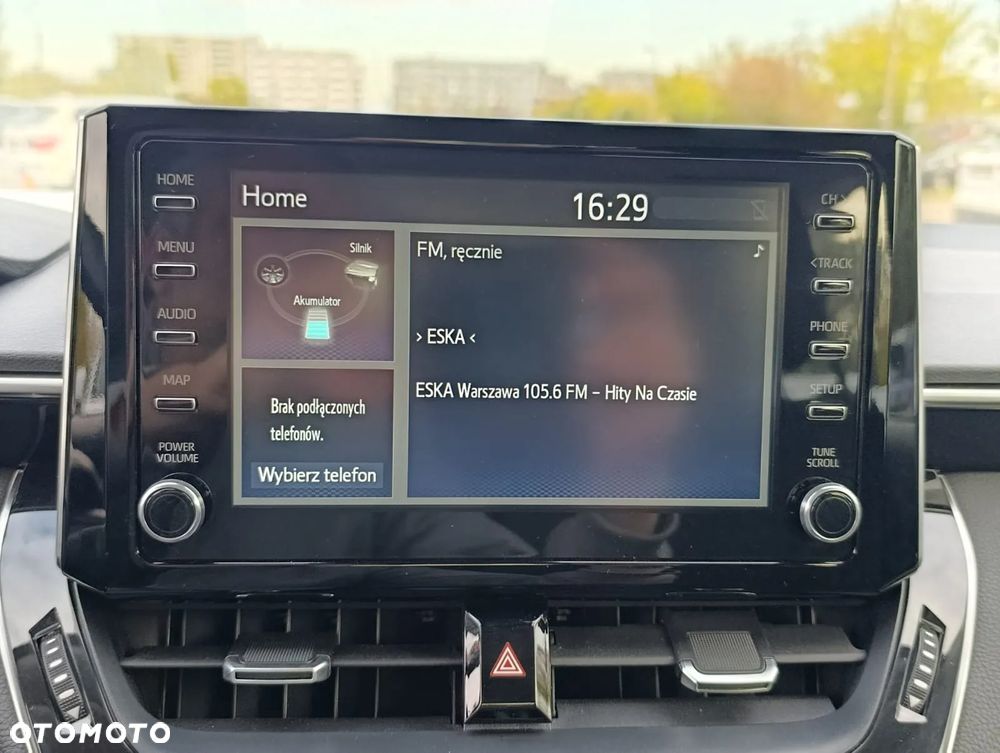 HOME
MENU
AUDIO
MAP
POWER
VOLUME
Home
16:29
Silnik
Akumulator
Brak podłączonych
telefonów.
Wybierz telefon
FM, ręcznie
> ESKA <
ESKA Warszawa 105.6 FM – Hity Na Czasie
CH >
< TRACK
PHONE
SETUP
TUNE
SCROLL
OTOMOTO